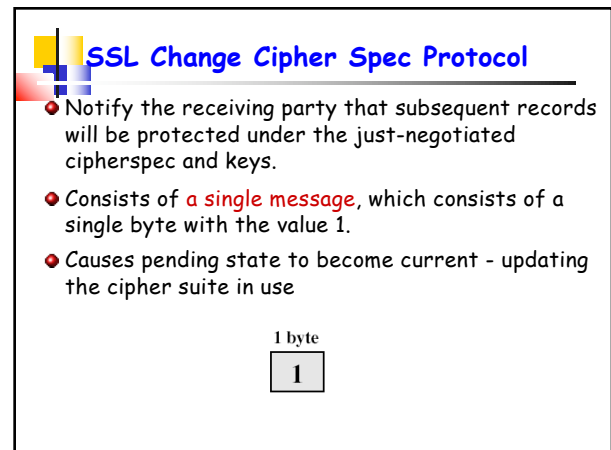 SSL Change Cipher Spec Protocol
Notify the receiving party that subsequent records
will be protected under the just-negotiated
cipherspec and keys.
Consists of a single message, which consists of a
single byte with the value 1.
Causes pending state to become current - updating
the cipher suite in use
1 byte
1